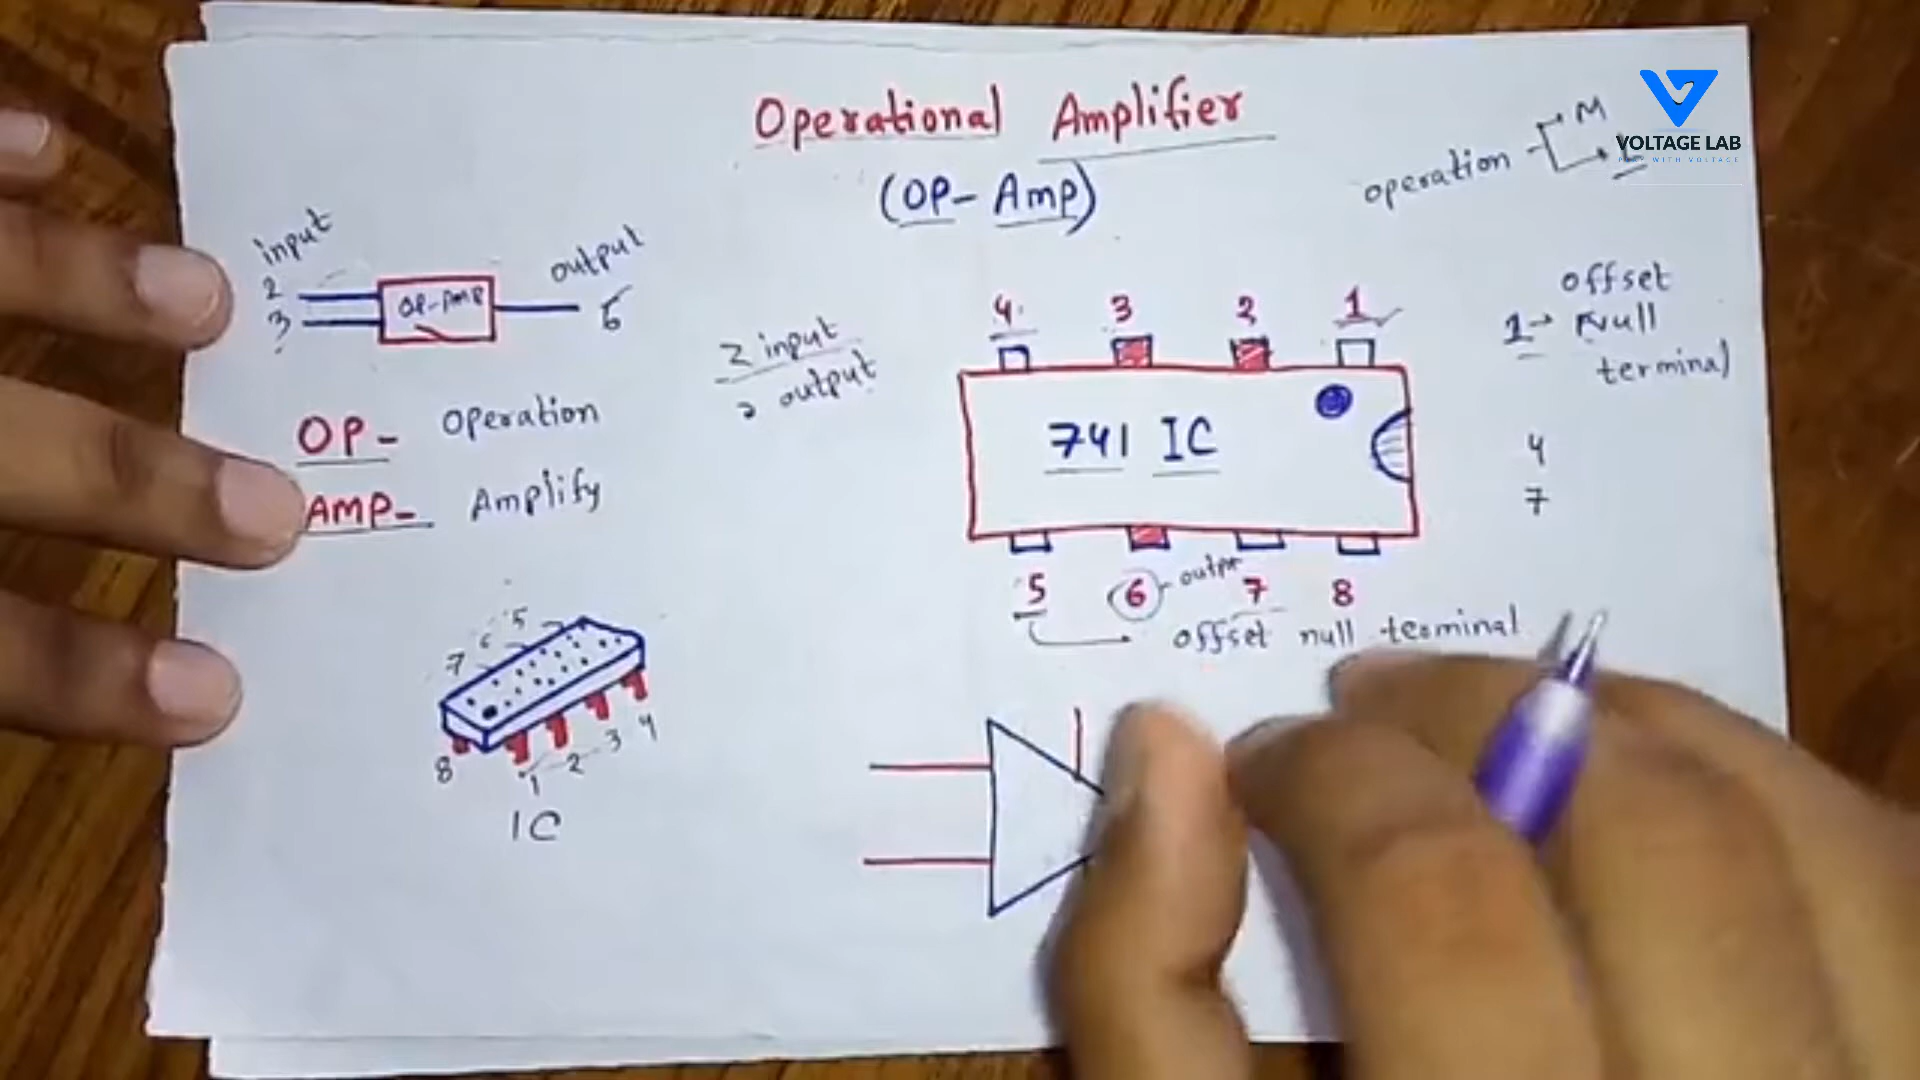 Operational Amplifier
(OP-Amp)
operation M
L
VOLTAGE LAB
input
2
3
OP-AMP
output
6
OP- Operation
AMP- Amplify
2 input
output
4 3 2 1
741 IC
5 6 - output 7 8
offset null terminal
1→ offset
Null
terminal
4
7
7 6 5
8 1 2 3 4
IC